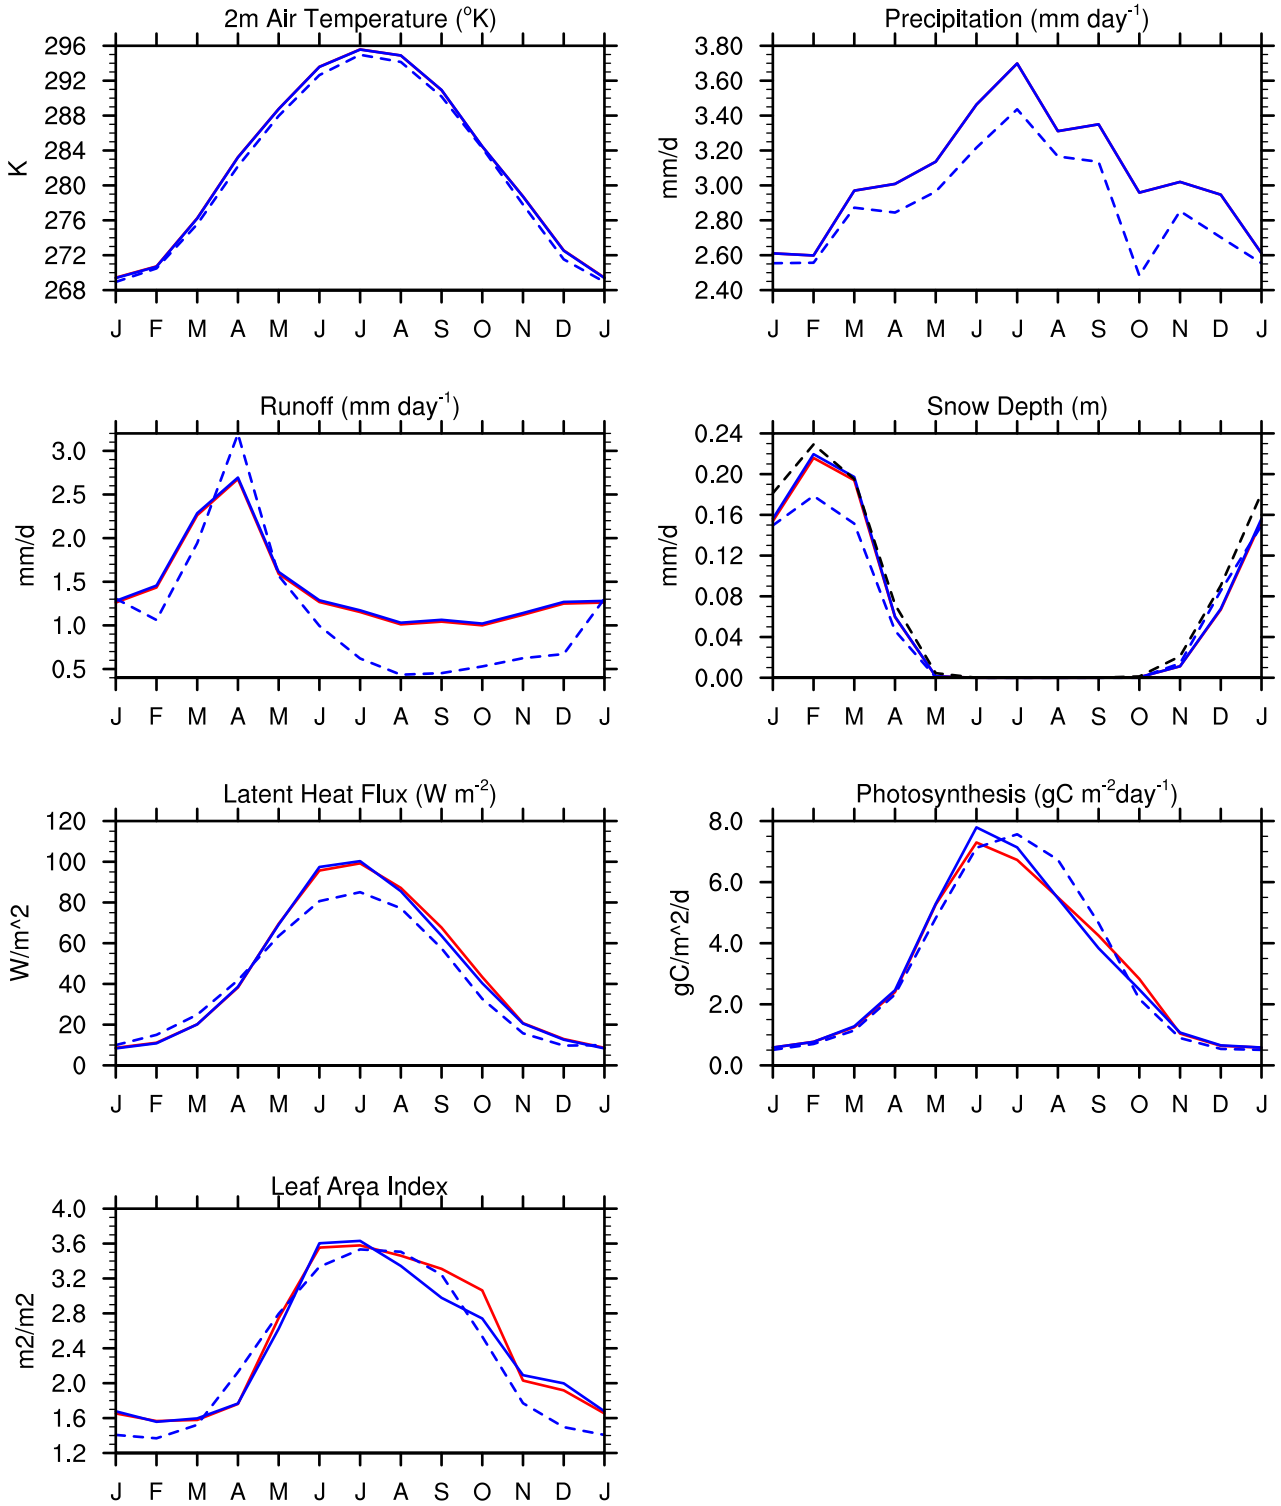 2m Air Temperature (°K)
K
296
292
288
284
280
276
272
268
J F M A M J J A S O N D J
Precipitation (mm day⁻¹)
mm/d
3.80
3.60
3.40
3.20
3.00
2.80
2.60
2.40
J F M A M J J A S O N D J
Runoff (mm day⁻¹)
mm/d
3.0
2.5
2.0
1.5
1.0
0.5
J F M A M J J A S O N D J
Snow Depth (m)
mm/d
0.24
0.20
0.16
0.12
0.08
0.04
0.00
J F M A M J J A S O N D J
Latent Heat Flux (W m⁻²)
W/m^2
120
100
80
60
40
20
0
J F M A M J J A S O N D J
Photosynthesis (gC m⁻²day⁻¹)
gC/m^2/d
8.0
6.0
4.0
2.0
0.0
J F M A M J J A S O N D J
Leaf Area Index
m2/m2
4.0
3.6
3.2
2.8
2.4
2.0
1.6
1.2
J F M A M J J A S O N D J